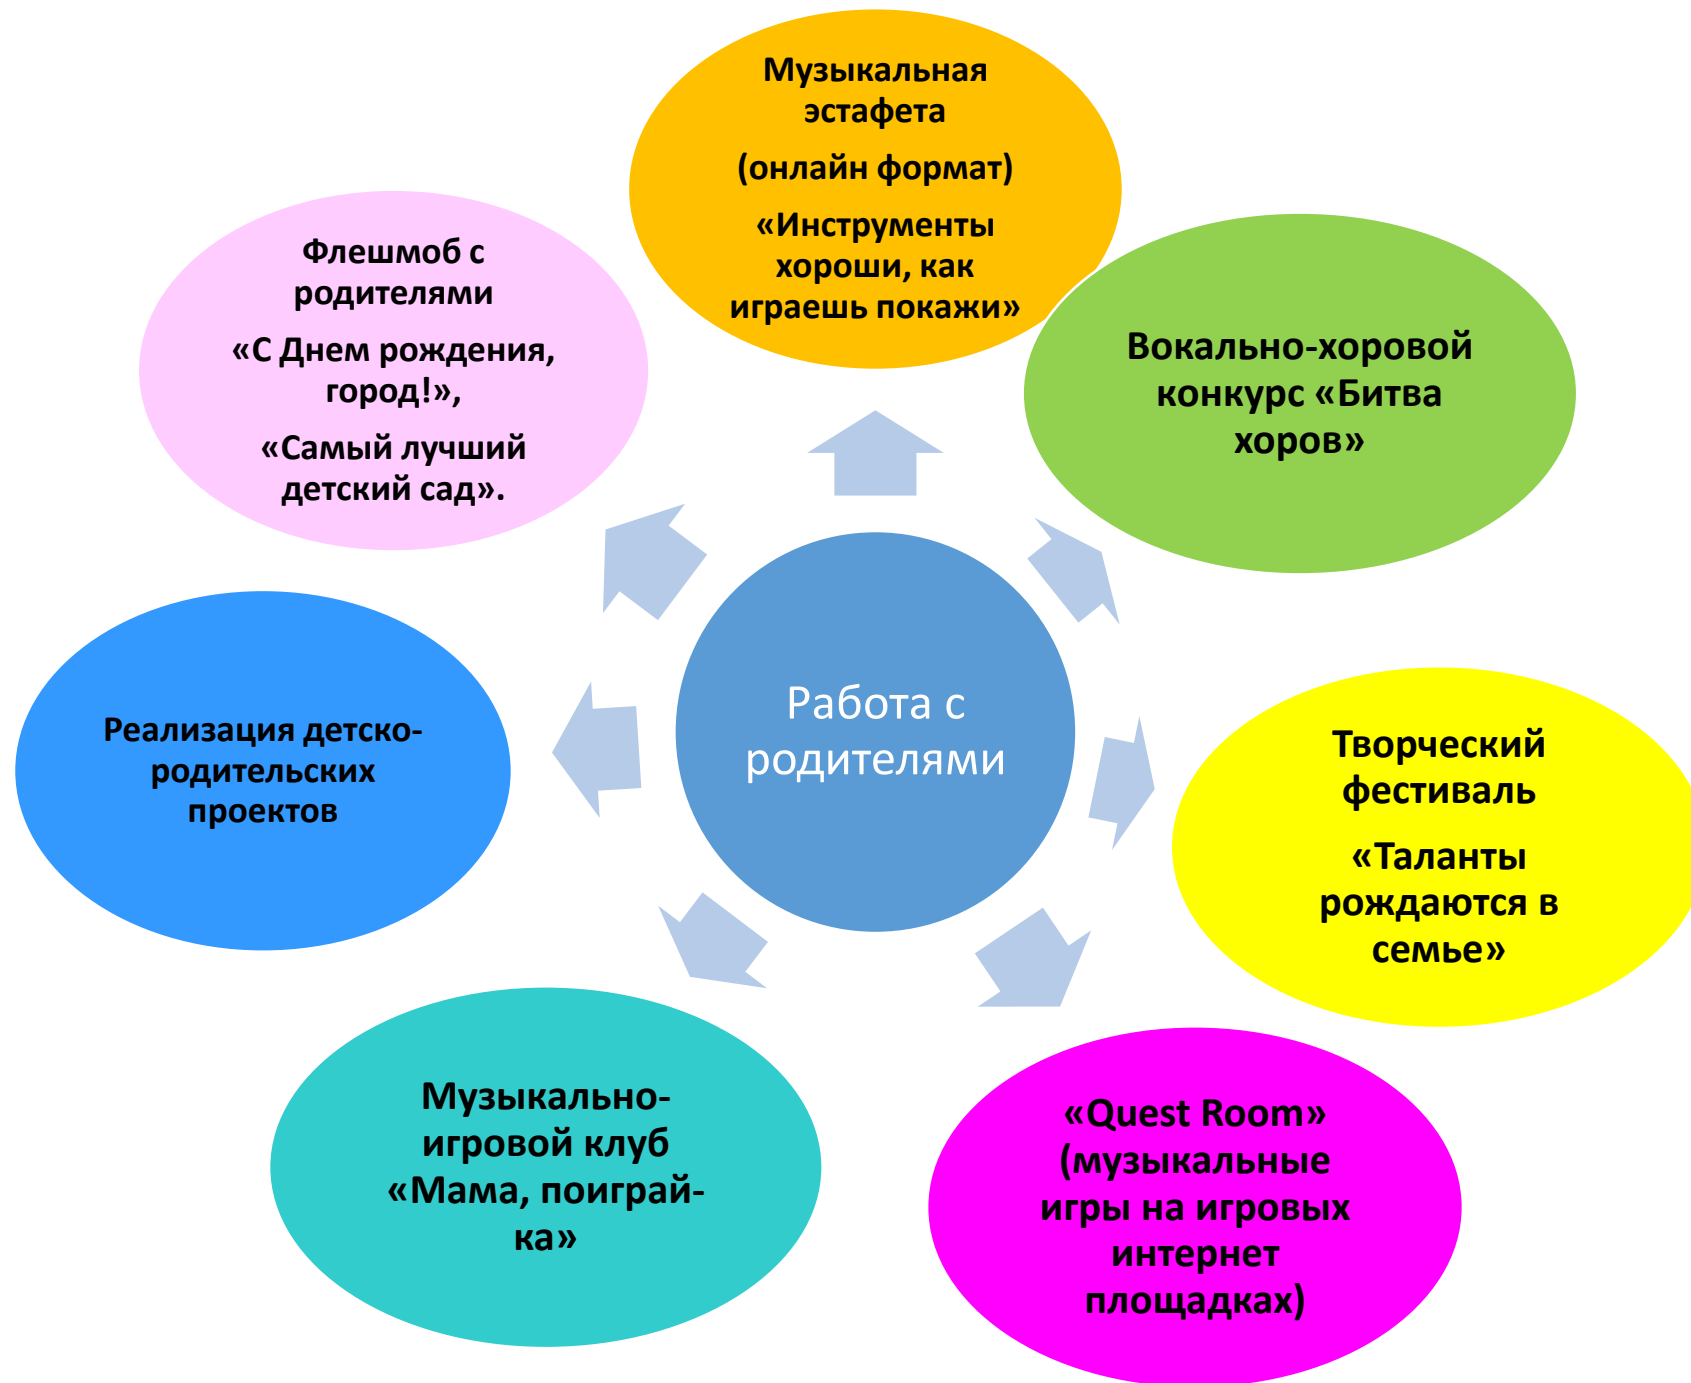 Музыкальная
эстафета
(онлайн формат)
«Инструменты
хороши, как
играешь покажи»
Вокально-хоровой
конкурс «Битва
хоров»
Творческий
фестиваль
«Таланты
рождаются в
семье»
«Quest Room»
(музыкальные
игры на игровых
интернет
площадках)
Музыкально-
игровой клуб
«Мама, поиграй-
ка»
Реализация детско-
родительских
проектов
Флешмоб с
родителями
«С Днем рождения,
город!»,
«Самый лучший
детский сад».
Работа с
родителями